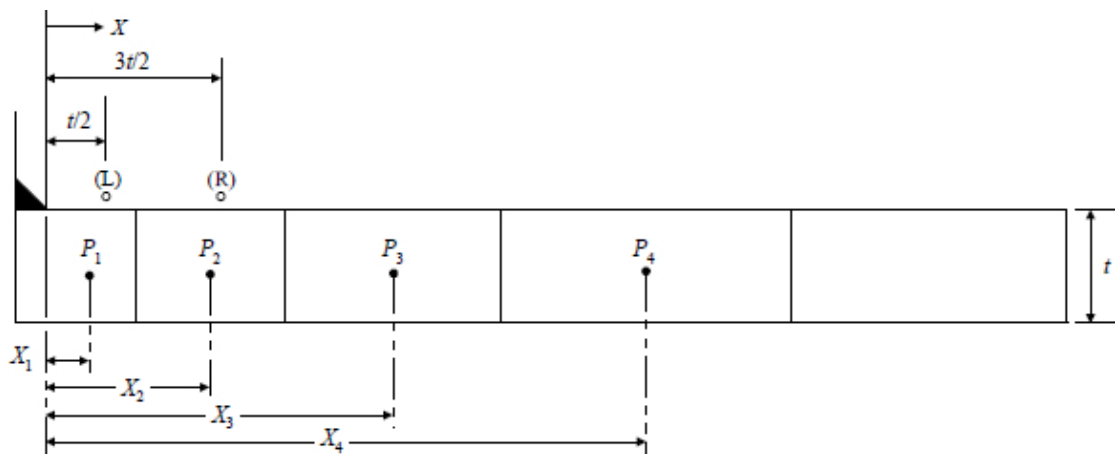 X
3t/2
t/2
(L) (R)
P₁ P₂ P₃ P₄
t
X₁
X₂
X₃
X₄